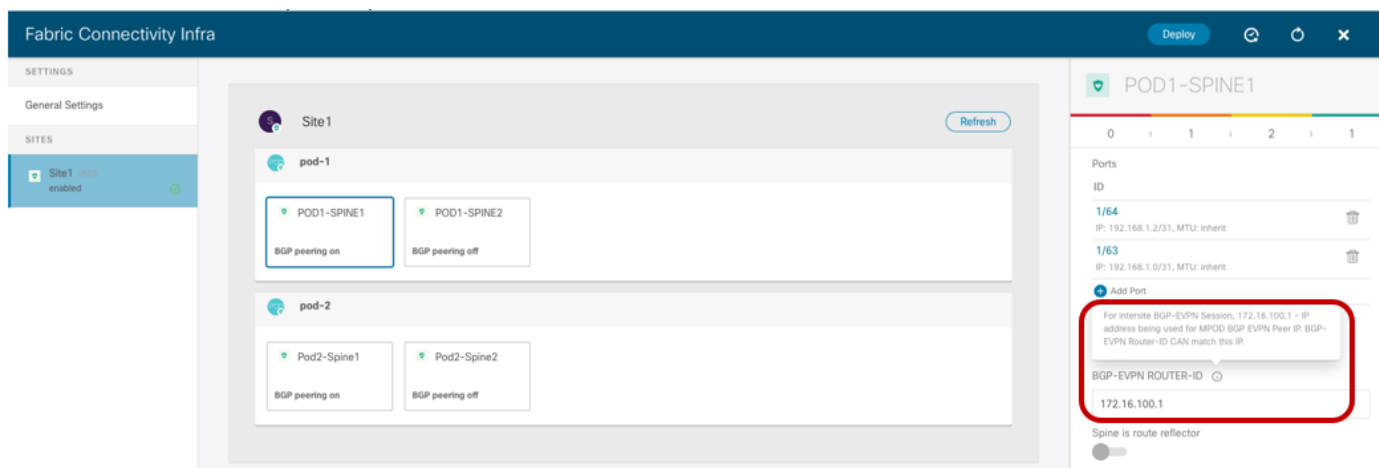 Fabric Connectivity Infra
Deploy
SETTINGS
General Settings
SITES
Site1
enabled
S
Site1
Refresh
pod-1
POD1-SPINE1
BGP peering on
POD1-SPINE2
BGP peering off
pod-2
Pod2-Spine1
BGP peering on
Pod2-Spine2
BGP peering off
POD1-SPINE1
0 1 2 1
Ports
ID
1/64
IP: 192.168.1.2/31, MTU: inherit
1/63
IP: 192.168.1.0/31, MTU: inherit
Add Port
For intersite BGP-EVPN Session, 172.16.100.1 - IP
address being used for MPOD BGP EVPN Peer IP. BGP-
EVPN Router-ID CAN match this IP.
BGP-EVPN ROUTER-ID
172.16.100.1
Spine is route reflector